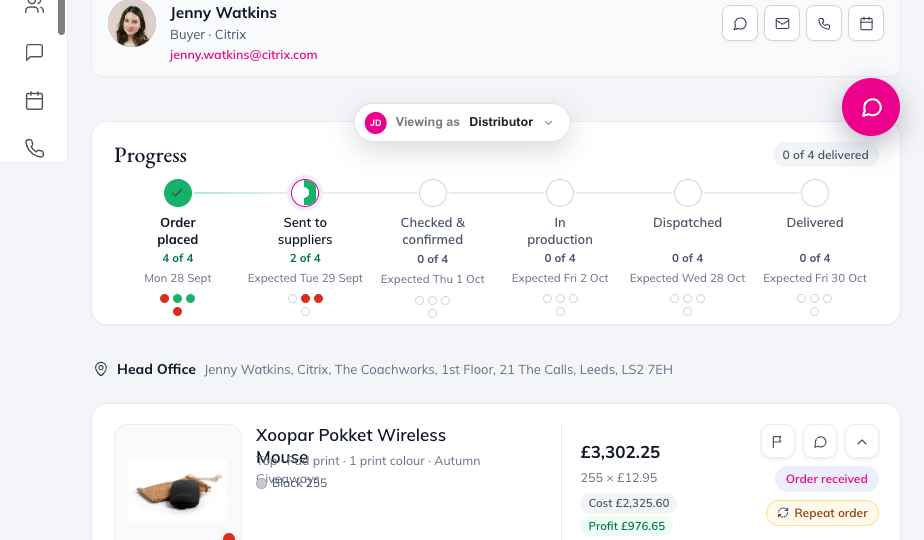 Jenny Watkins
Buyer · Citrix
jenny.watkins@citrix.com
JD Viewing as Distributor
Progress
0 of 4 delivered
Order placed
4 of 4
Mon 28 Sept
Sent to suppliers
2 of 4
Expected Tue 29 Sept
Checked & confirmed
0 of 4
Expected Thu 1 Oct
In production
0 of 4
Expected Fri 2 Oct
Dispatched
0 of 4
Expected Wed 28 Oct
Delivered
0 of 4
Expected Fri 30 Oct
Head Office Jenny Watkins, Citrix, The Coachworks, 1st Floor, 21 The Calls, Leeds, LS2 7EH
Xoopar Pokket Wireless
Mouse
print · 1 print colour · Autumn
Black 255
£3,302.25
255 × £12.95
Cost £2,325.60
Profit £976.65
Order received
Repeat order